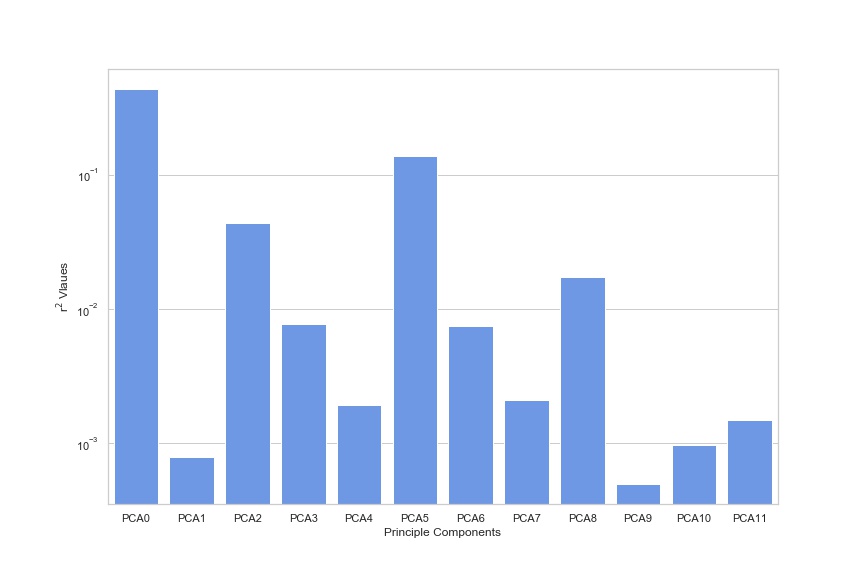 r² Vlaues
10⁻¹
10⁻²
10⁻³
PCA0 PCA1 PCA2 PCA3 PCA4 PCA5 PCA6 PCA7 PCA8 PCA9 PCA10 PCA11
Principle Components